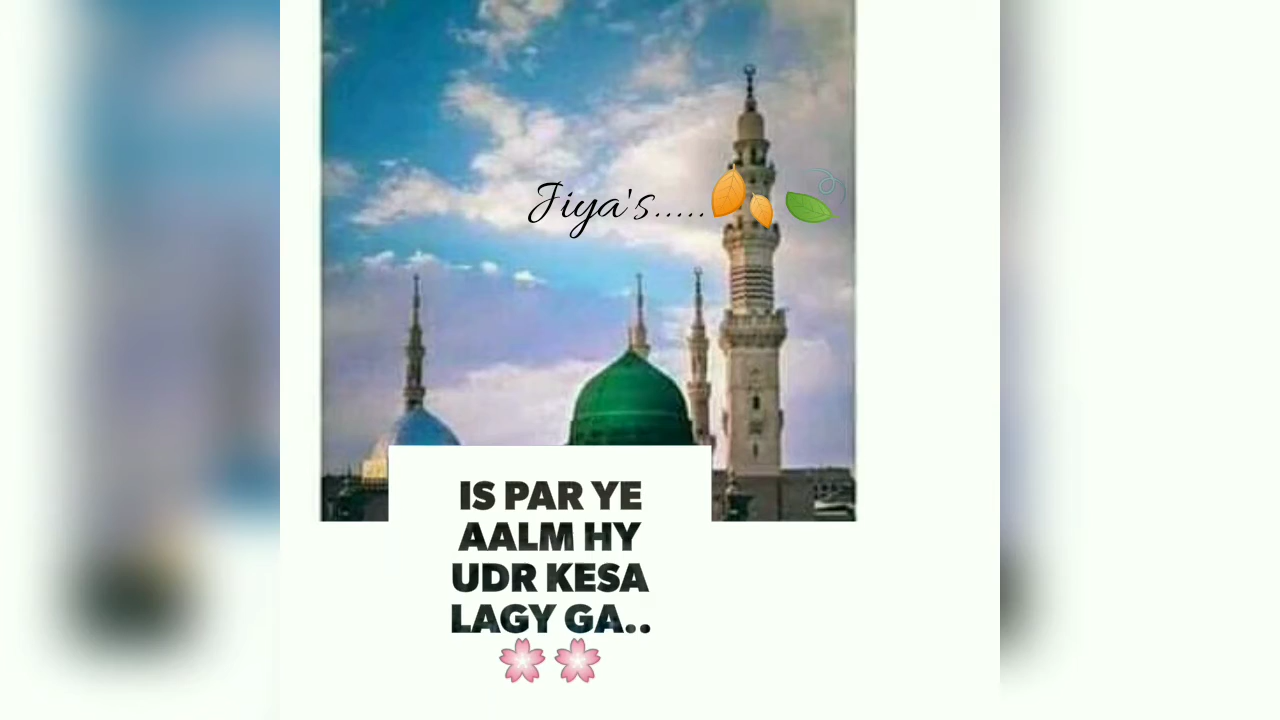 Jiya's.....🍂🍃
IS PAR YE
AALM HY
UDR KESA
LAGY GA..
🌸🌸